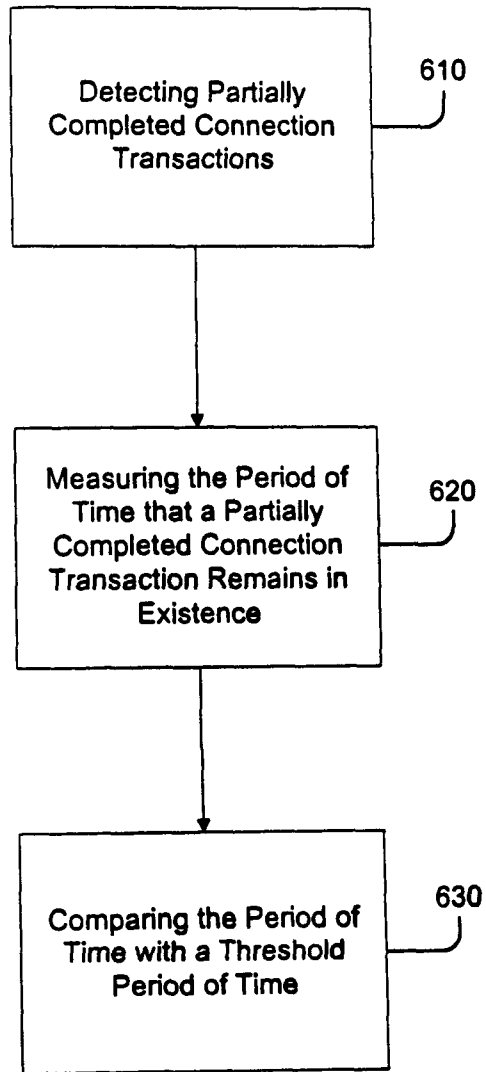 610
Detecting Partially
Completed Connection
Transactions
620
Measuring the Period of
Time that a Partially
Completed Connection
Transaction Remains in
Existence
630
Comparing the Period of
Time with a Threshold
Period of Time